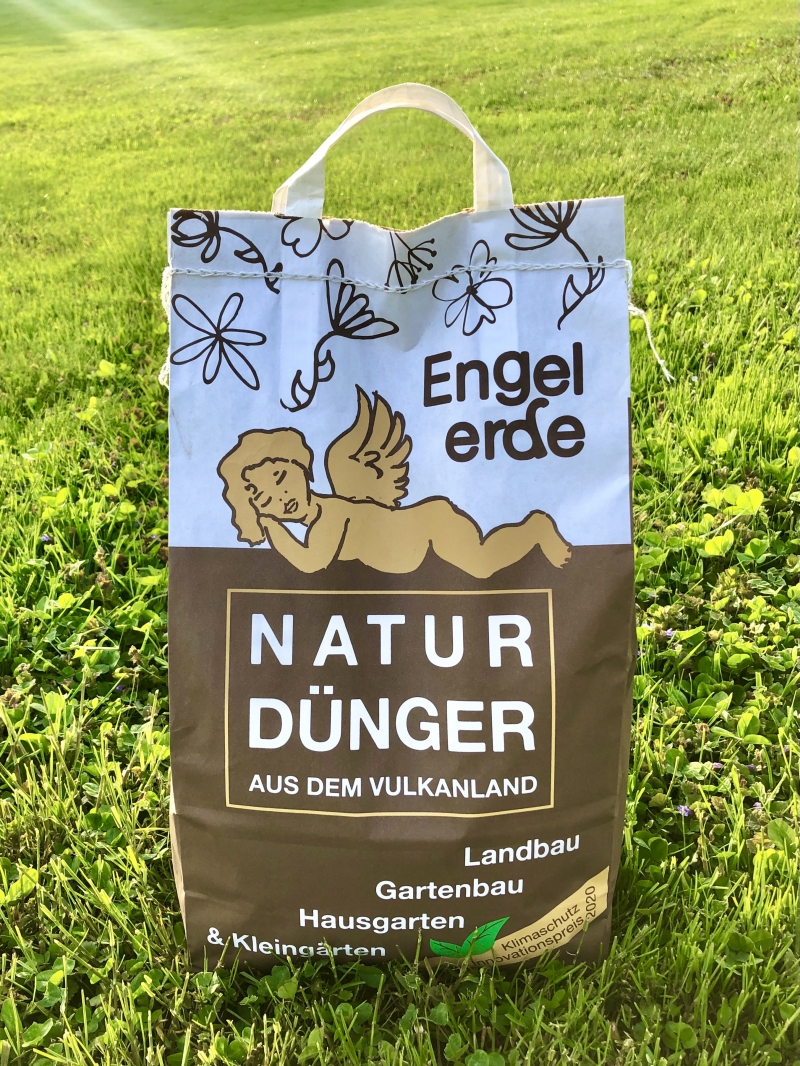 Engel
erde
NATUR
DÜNGER
AUS DEM VULKANLAND
Landbau
Gartenbau
Hausgarten
& Kleingärten
Klimaschutz
Innovationspreis 2020